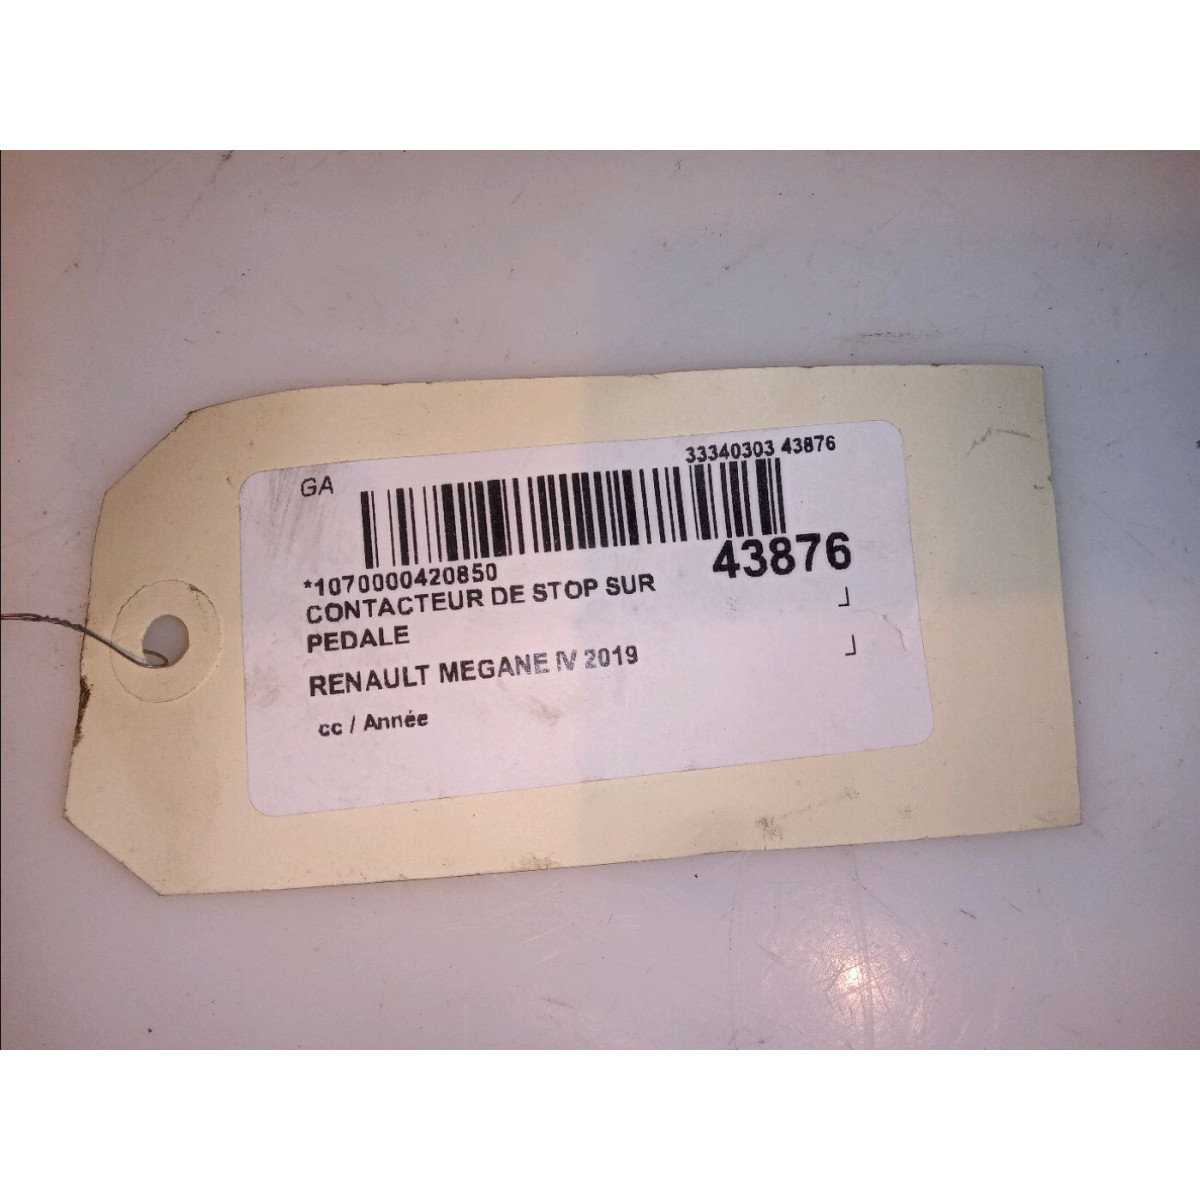 33340303 43876
GA
*1070000420850
43876
CONTACTEUR DE STOP SUR
PEDALE
RENAULT MEGANE IV 2019
cc / Année